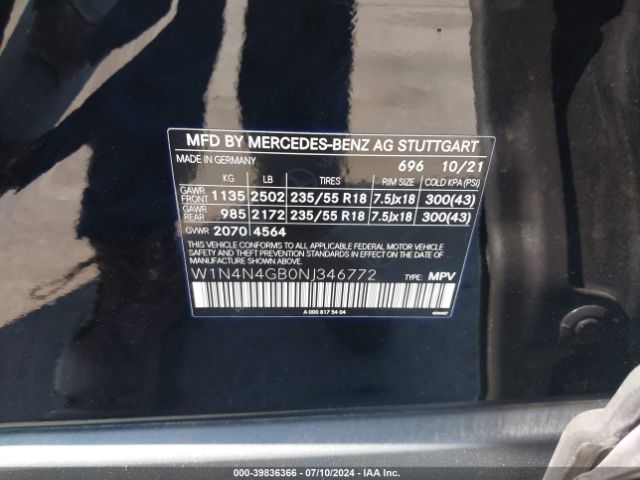 MFD BY MERCEDES-BENZ AG STUTTGART
MADE IN GERMANY 696 10/21
KG LB TIRES RIM SIZE COLD KPA (PSI)
GAWR FRONT 1135 2502 235/55 R18 7.5Jx18 300(43)
GAWR REAR 985 2172 235/55 R18 7.5Jx18 300(43)
GVWR 2070 4564
THIS VEHICLE CONFORMS TO ALL APPLICABLE FEDERAL MOTOR VEHICLE
SAFETY AND THEFT PREVENTION STANDARDS IN EFFECT ON THE DATE OF
MANUFACTURE SHOWN ABOVE.
W1N4N4GB0NJ346772 TYPE: MPV
A 000 817 54 04
000-39836366 / 07/10/2024 / IAA Inc.